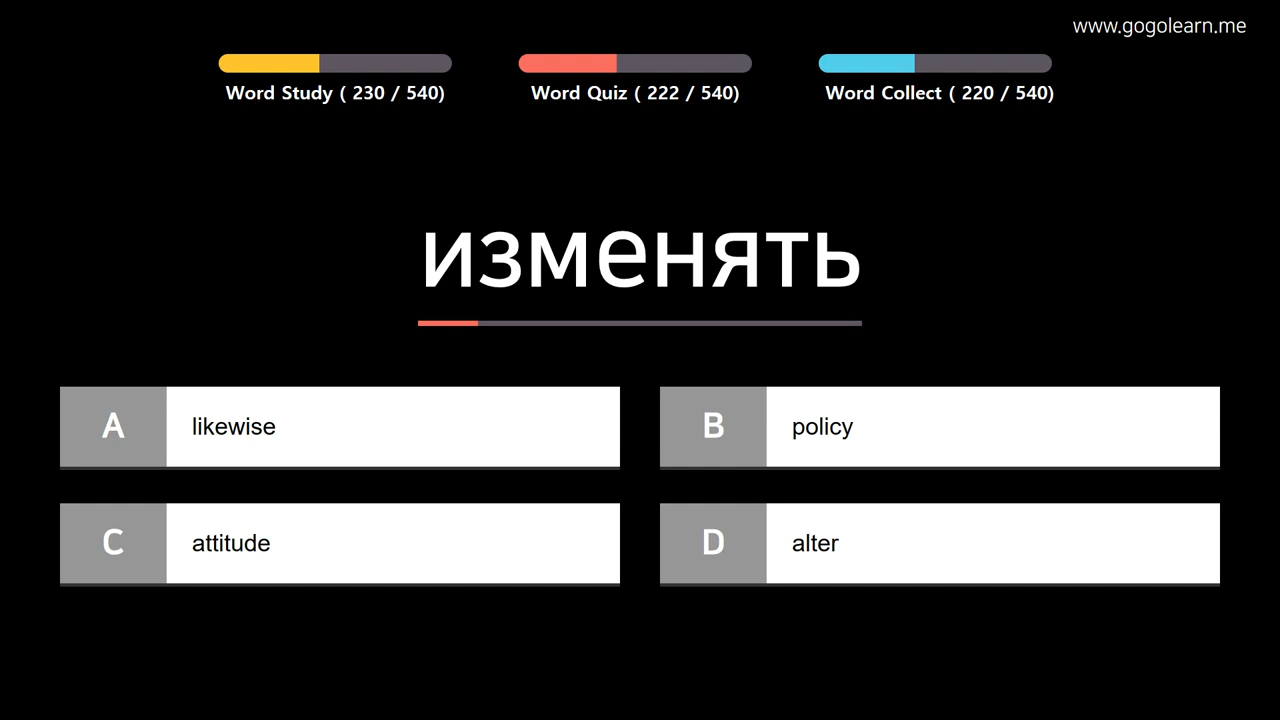 www.gogolearn.me
Word Study ( 230 / 540)
Word Quiz ( 222 / 540)
Word Collect ( 220 / 540)
изменять
A likewise
B policy
C attitude
D alter